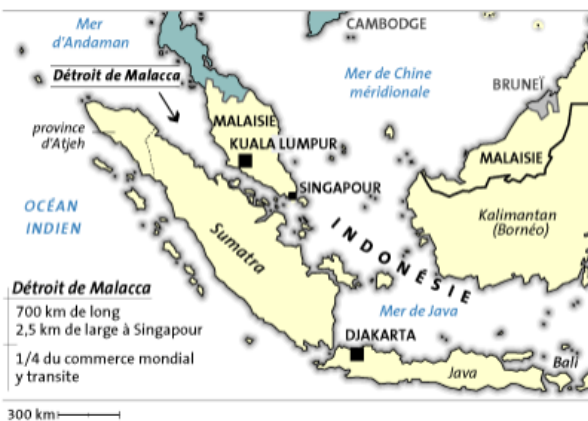 Mer
d'Andaman
CAMBODGE
Détroit de Malacca
Mer de Chine
méridionale
BRUNEÏ
MALAISIE
province
d'Atjeh
KUALA LUMPUR
MALAISIE
SINGAPOUR
OCÉAN
INDIEN
Sumatra
INDONÉSIE
Kalimantan
(Bornéo)
Détroit de Malacca
700 km de long
2,5 km de large à Singapour
1/4 du commerce mondial
y transite
Mer de Java
DJAKARTA
Java
Bali
300 km